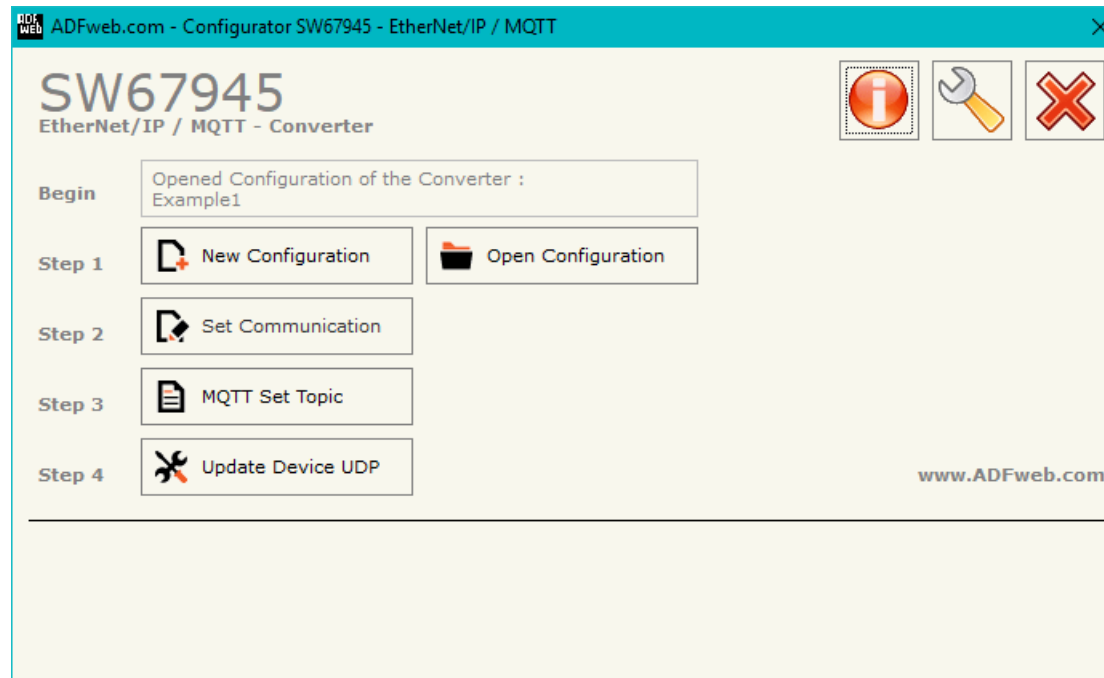 ADF
WEB
ADFweb.com - Configurator SW67945 - EtherNet/IP / MQTT
SW67945
EtherNet/IP / MQTT - Converter
Begin
Opened Configuration of the Converter :
Example1
Step 1
New Configuration
Open Configuration
Step 2
Set Communication
Step 3
MQTT Set Topic
Step 4
Update Device UDP
www.ADFweb.com